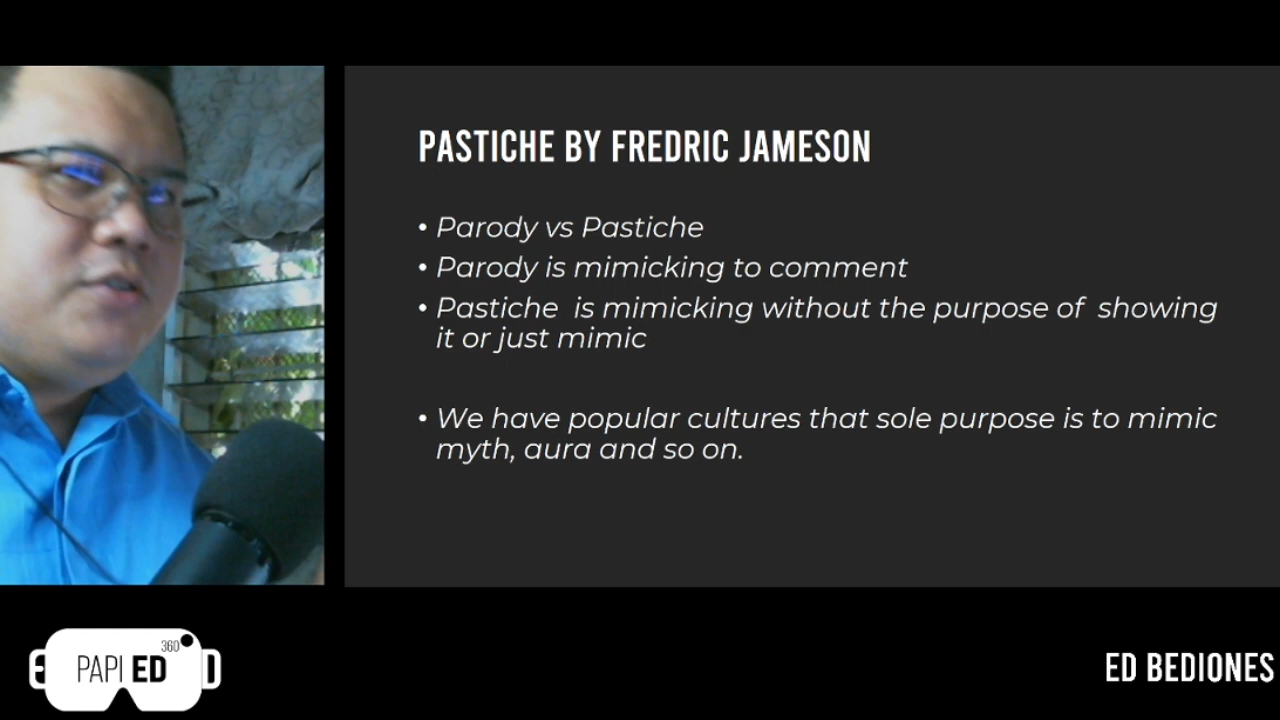 PASTICHE BY FREDRIC JAMESON
• Parody vs Pastiche
• Parody is mimicking to comment
• Pastiche  is mimicking without the purpose of  showing
it or just mimic
• We have popular cultures that sole purpose is to mimic
myth, aura and so on.
360
PAPI ED
ED BEDIONES